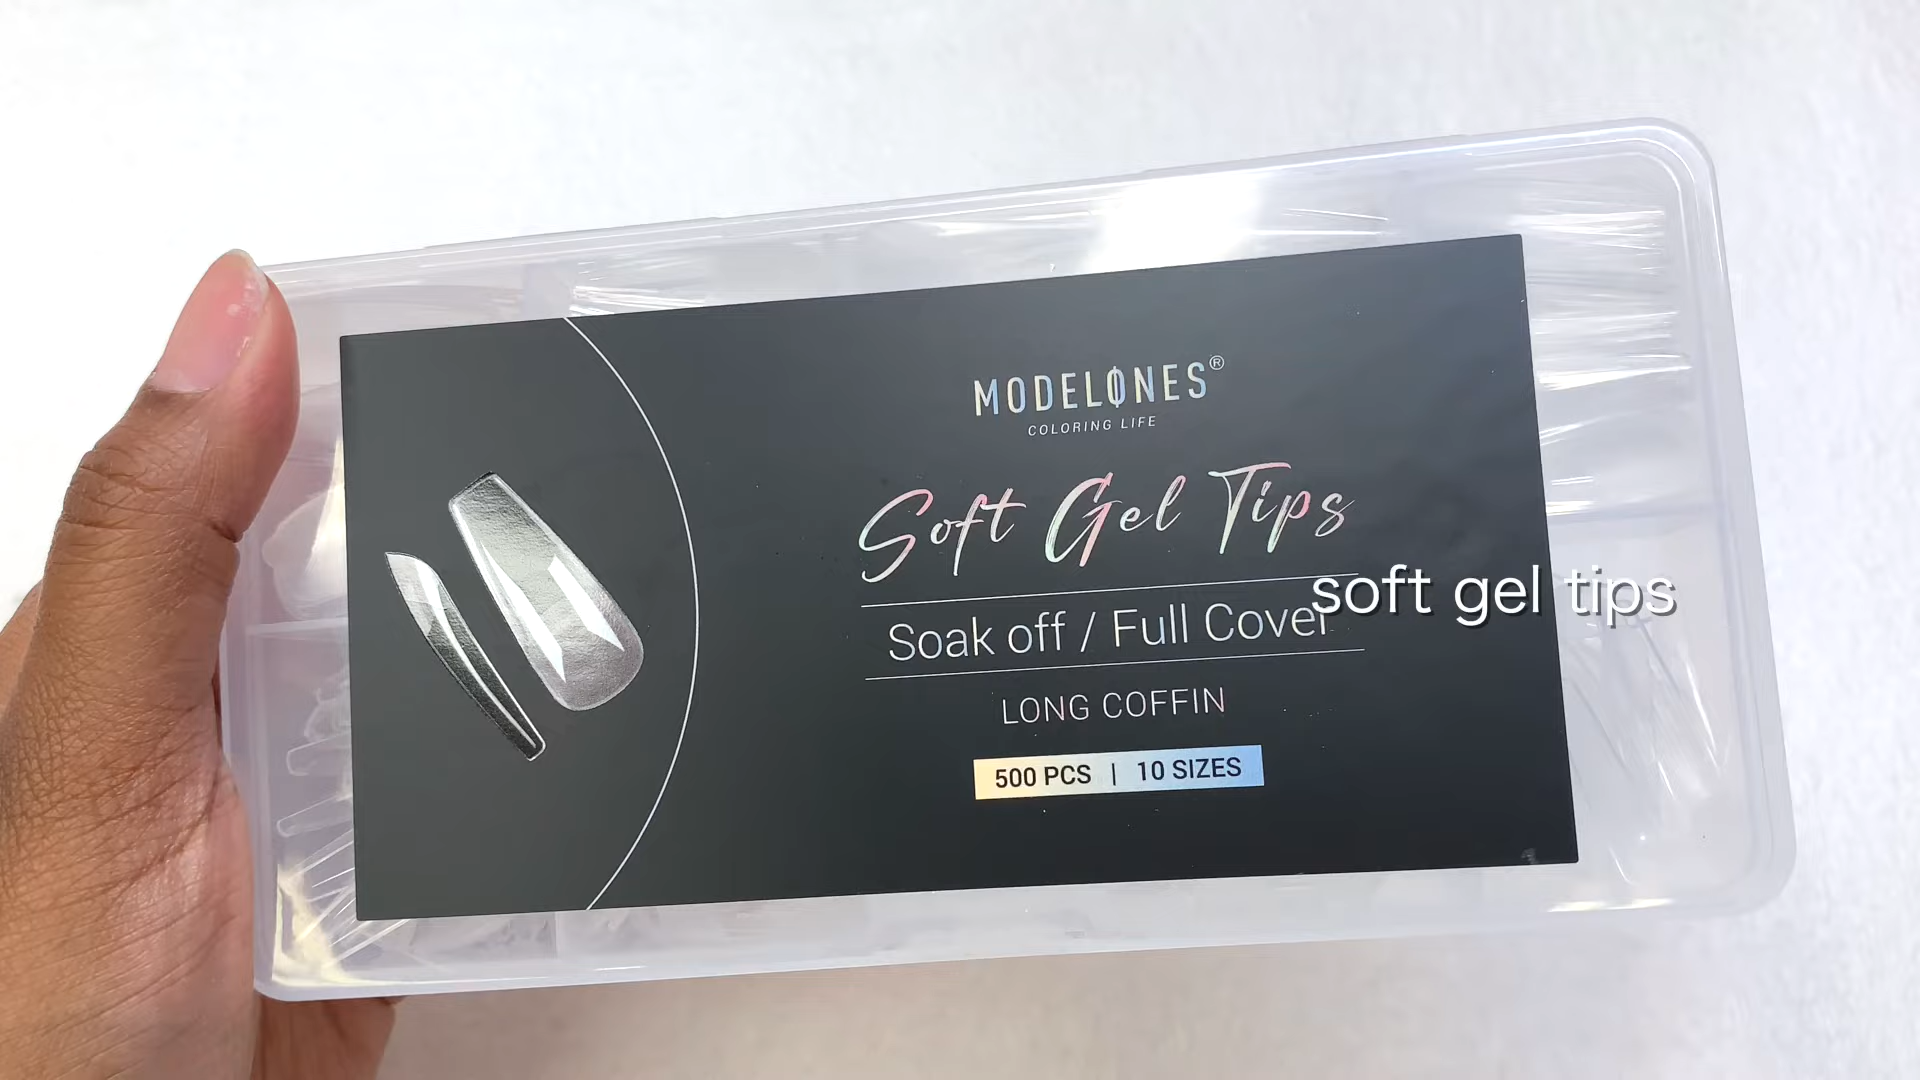 MODELONES®
COLORING LIFE
Soft Gel Tips
Soak off / Full Cover
LONG COFFIN
500 PCS | 10 SIZES
soft gel tips